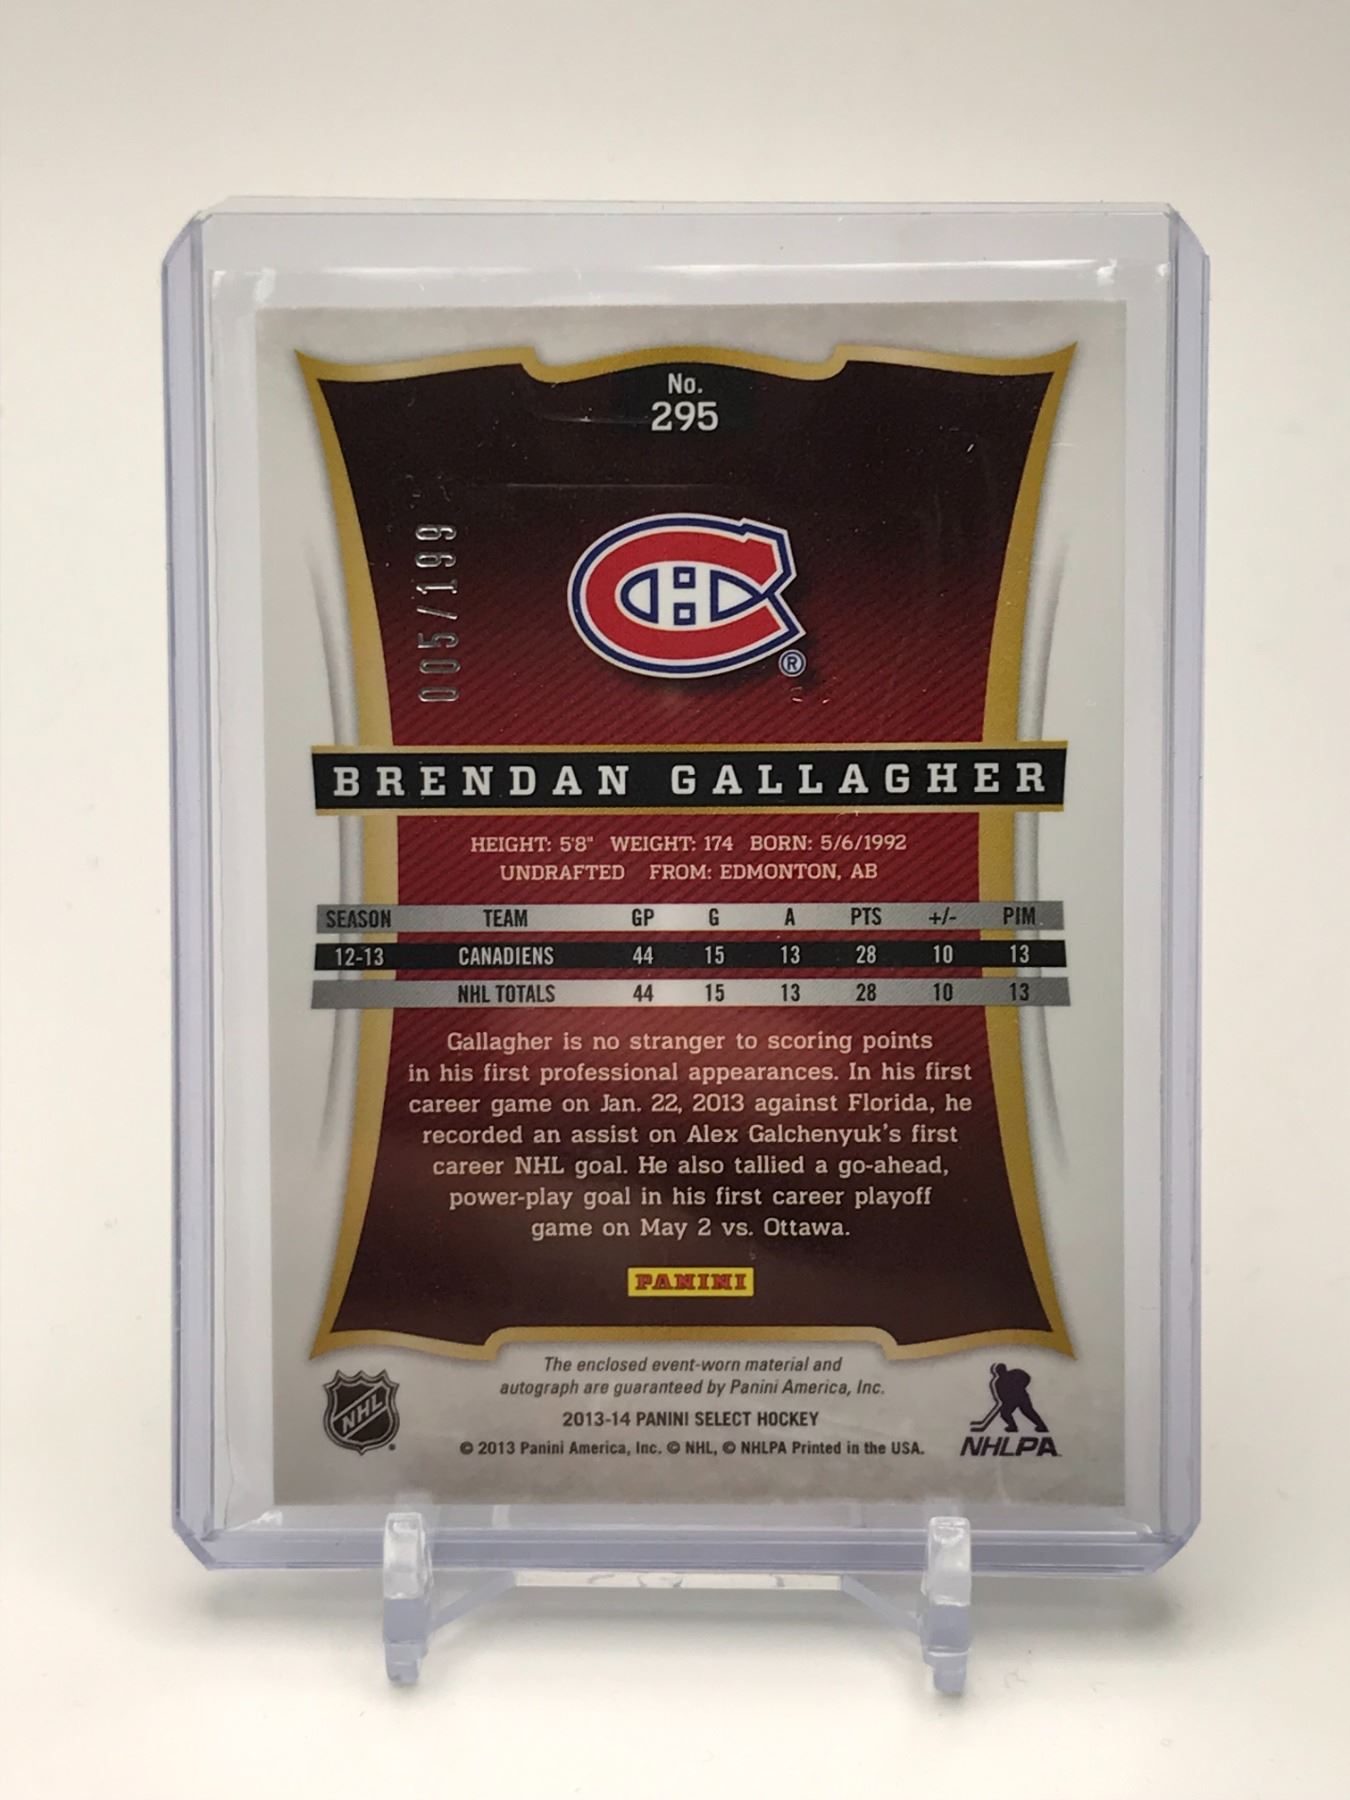 No.
295
005/199
®
BRENDAN GALLAGHER
HEIGHT: 5'8" WEIGHT: 174 BORN: 5/6/1992
UNDRAFTED FROM: EDMONTON, AB
SEASON TEAM GP G A PTS +/- PIM
12-13 CANADIENS 44 15 13 28 10 13
NHL TOTALS 44 15 13 28 10 13
Gallagher is no stranger to scoring points
in his first professional appearances. In his first
career game on Jan. 22, 2013 against Florida, he
recorded an assist on Alex Galchenyuk's first
career NHL goal. He also tallied a go-ahead,
power-play goal in his first career playoff
game on May 2 vs. Ottawa.
PANINI
The enclosed event-worn material and
autograph are guaranteed by Panini America, Inc.
2013-14 PANINI SELECT HOCKEY
© 2013 Panini America, Inc. © NHL, © NHLPA Printed in the USA.
NHL
NHLPA